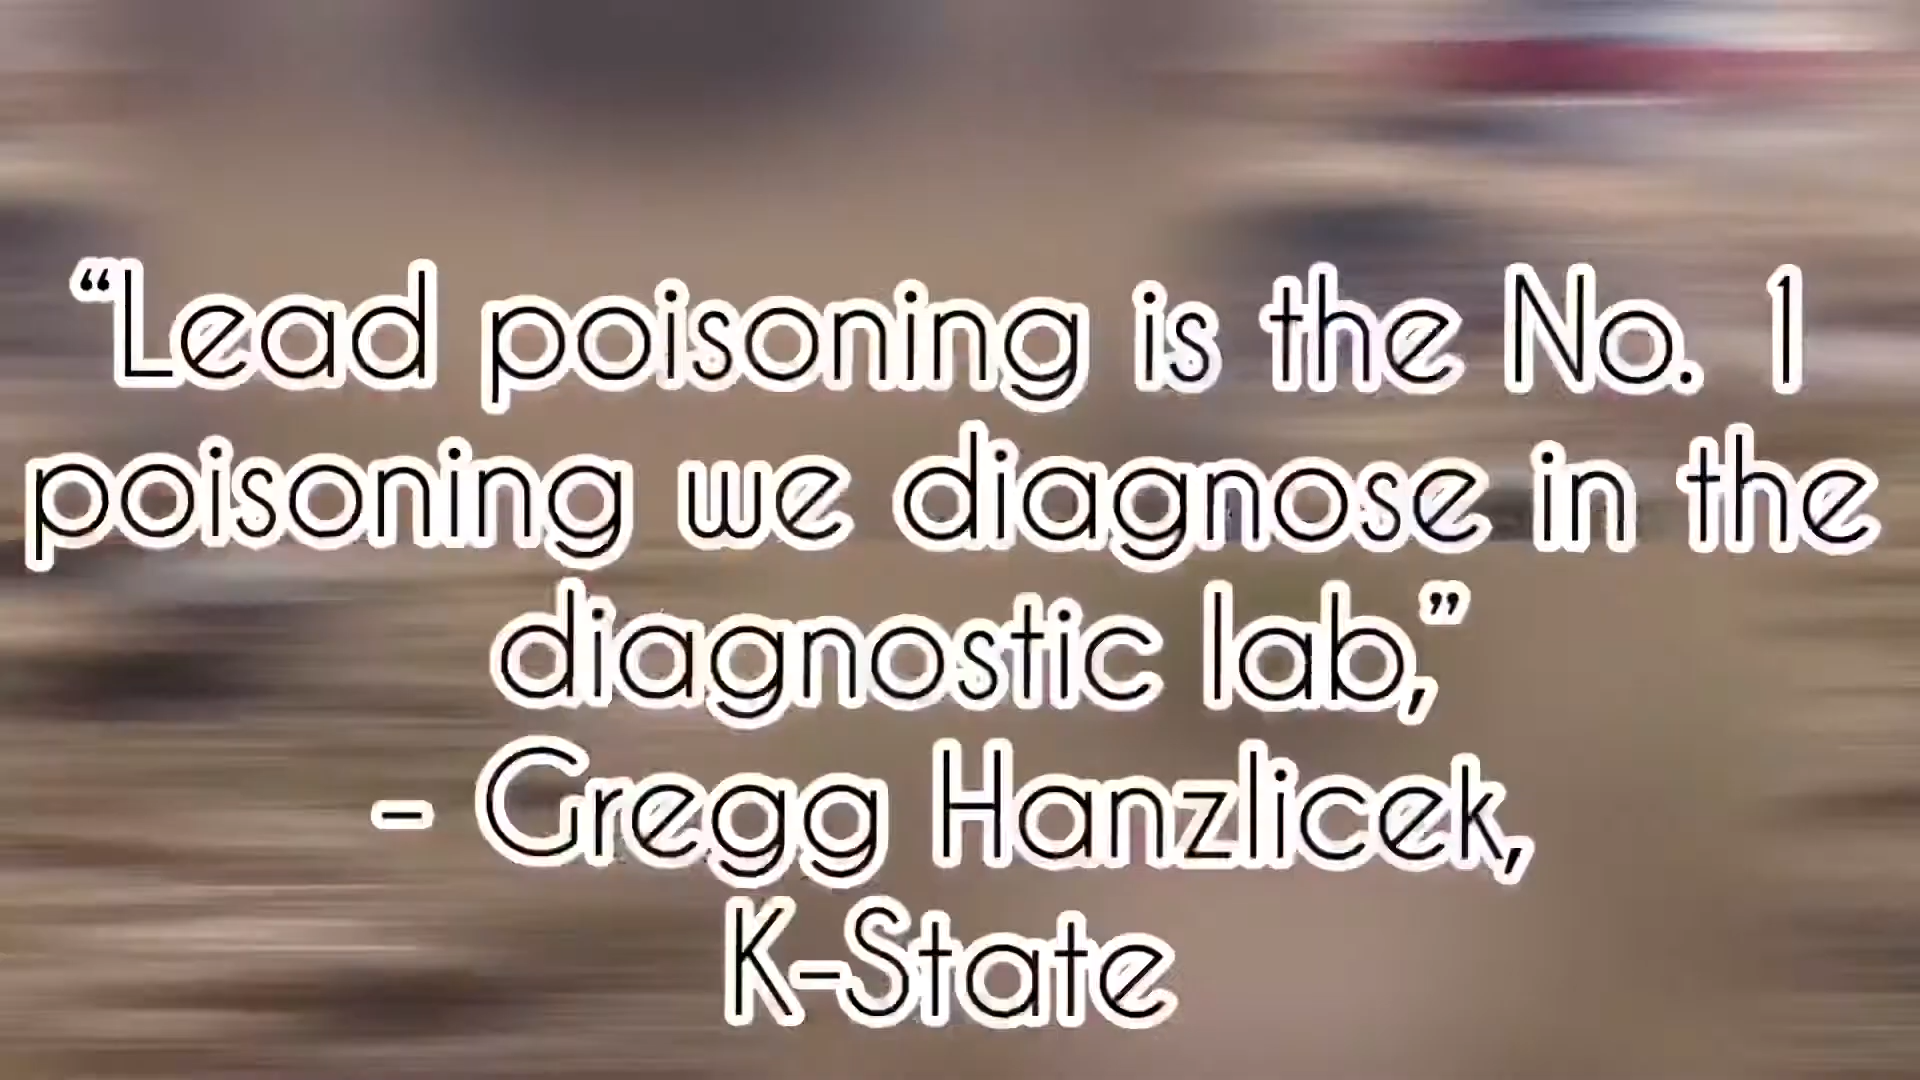 “Lead poisoning is the No. 1
poisoning we diagnose in the
diagnostic lab,”
- Gregg Hanzlicek,
K-State